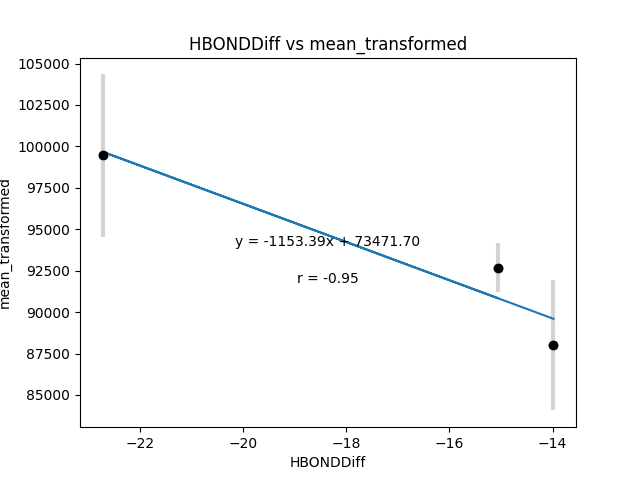 HBONDDiff vs mean_transformed
105000
102500
100000
97500
95000
92500
90000
87500
85000
mean_transformed
y = -1153.39x + 73471.70
r = -0.95
−22 −20 −18 −16 −14
HBONDDiff